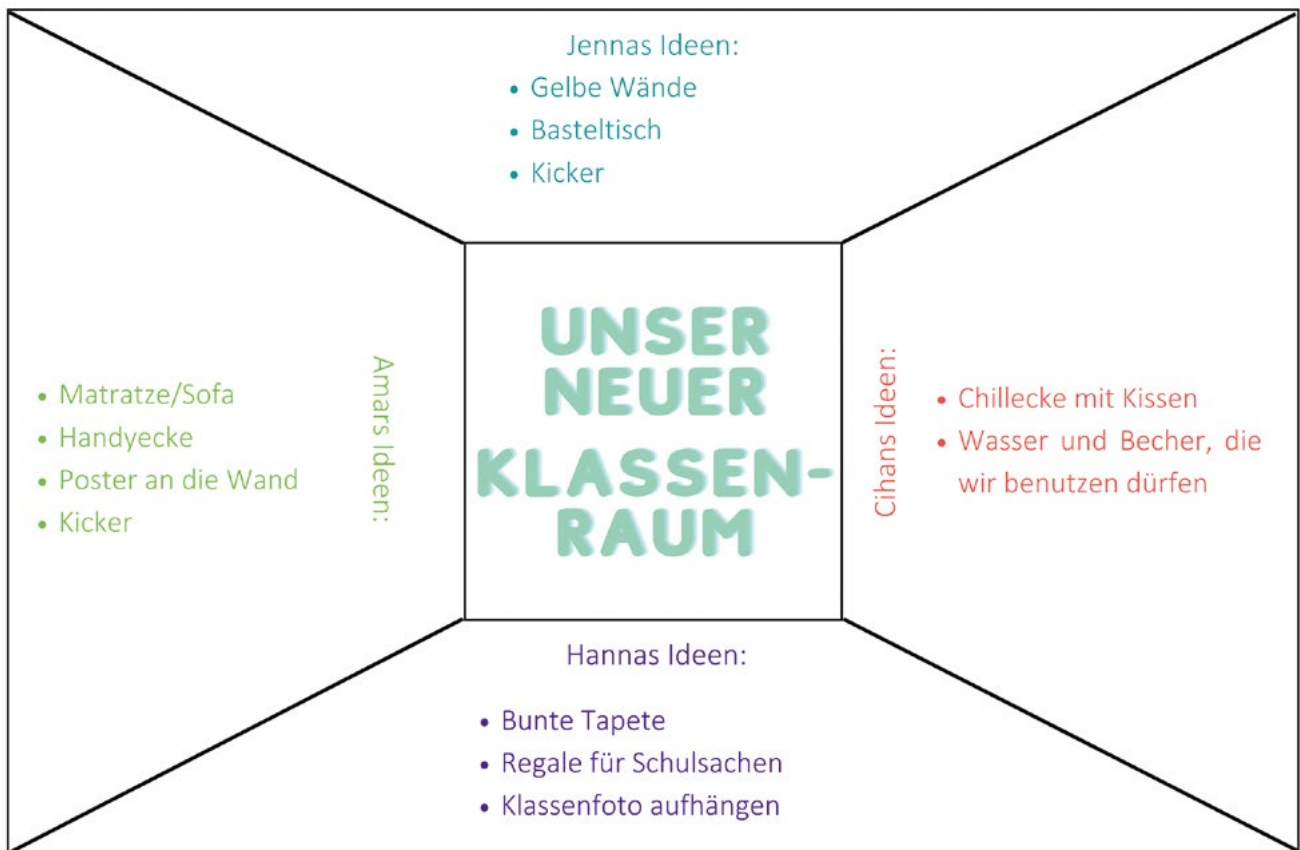 Jennas Ideen:
• Gelbe Wände
• Basteltisch
• Kicker
Amars Ideen:
• Matratze/Sofa
• Handyecke
• Poster an die Wand
• Kicker
UNSER
NEUER
KLASSEN-
RAUM
Cihans Ideen:
• Chillecke mit Kissen
• Wasser und Becher, die
wir benutzen dürfen
Hannas Ideen:
• Bunte Tapete
• Regale für Schulsachen
• Klassenfoto aufhängen